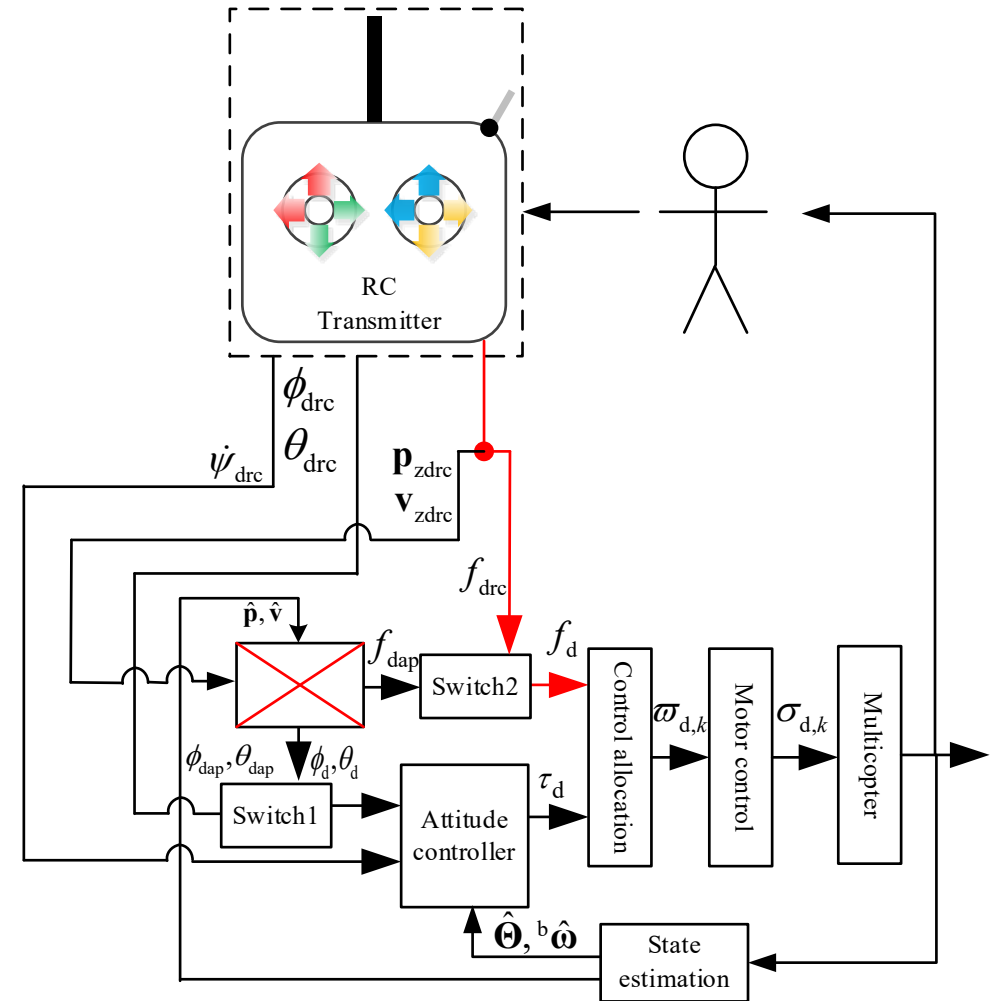 RC
Transmitter
ϕ_drc
θ_drc
ψ̇_drc
𝐩_zdrc
𝐯_zdrc
f_drc
𝐩̂, 𝐯̂
f_dap
f_d
Switch2
ϕ_dap, θ_dap
ϕ_d, θ_d
Switch1
Attitude
controller
τ_d
Control allocation
ϖ_d,k
Motor control
σ_d,k
Multicopter
𝚯̂, ᵇ𝛚̂
State
estimation